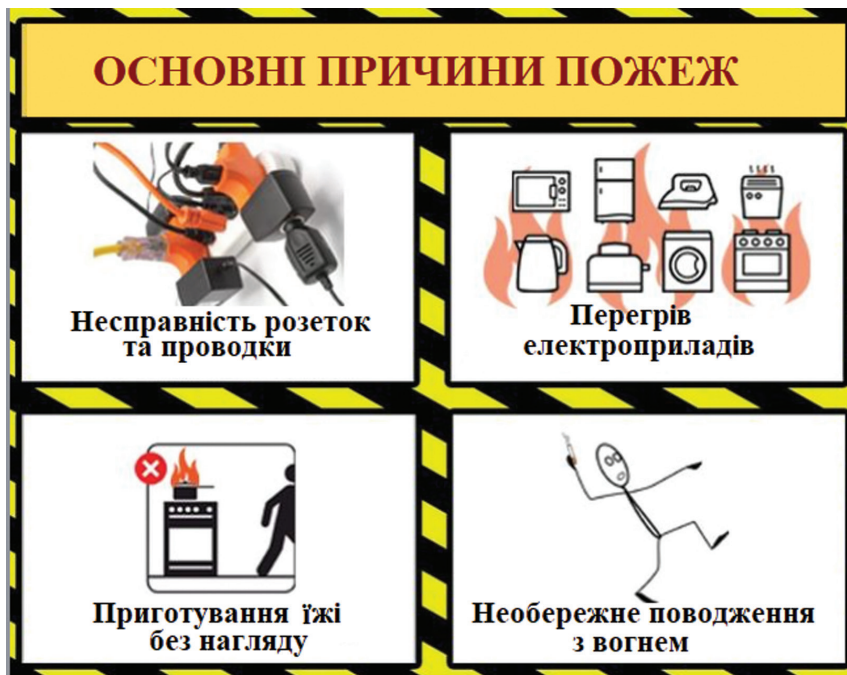 ОСНОВНІ ПРИЧИНИ ПОЖЕЖ
Несправність розеток
та проводки
Перегрів
електроприладів
Приготування їжі
без нагляду
Необережне поводження
з вогнем